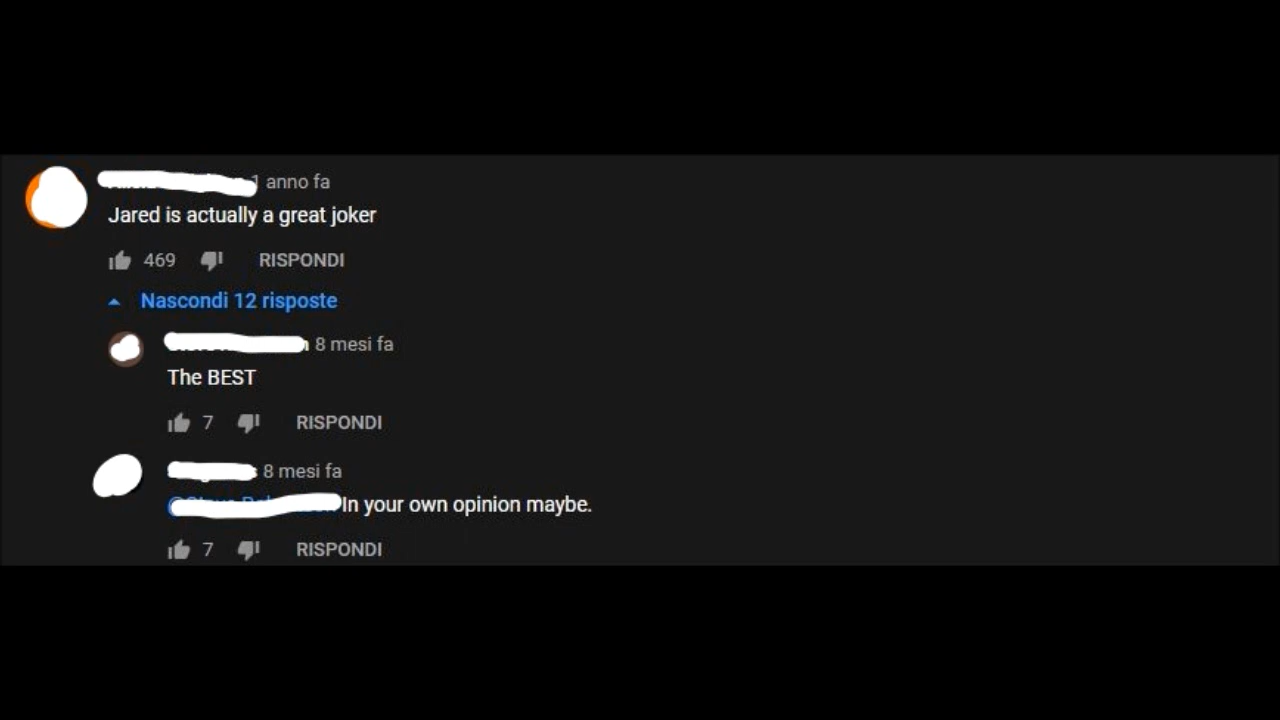 1 anno fa
Jared is actually a great joker
469 RISPONDI
Nascondi 12 risposte
8 mesi fa
The BEST
7 RISPONDI
8 mesi fa
In your own opinion maybe.
7 RISPONDI